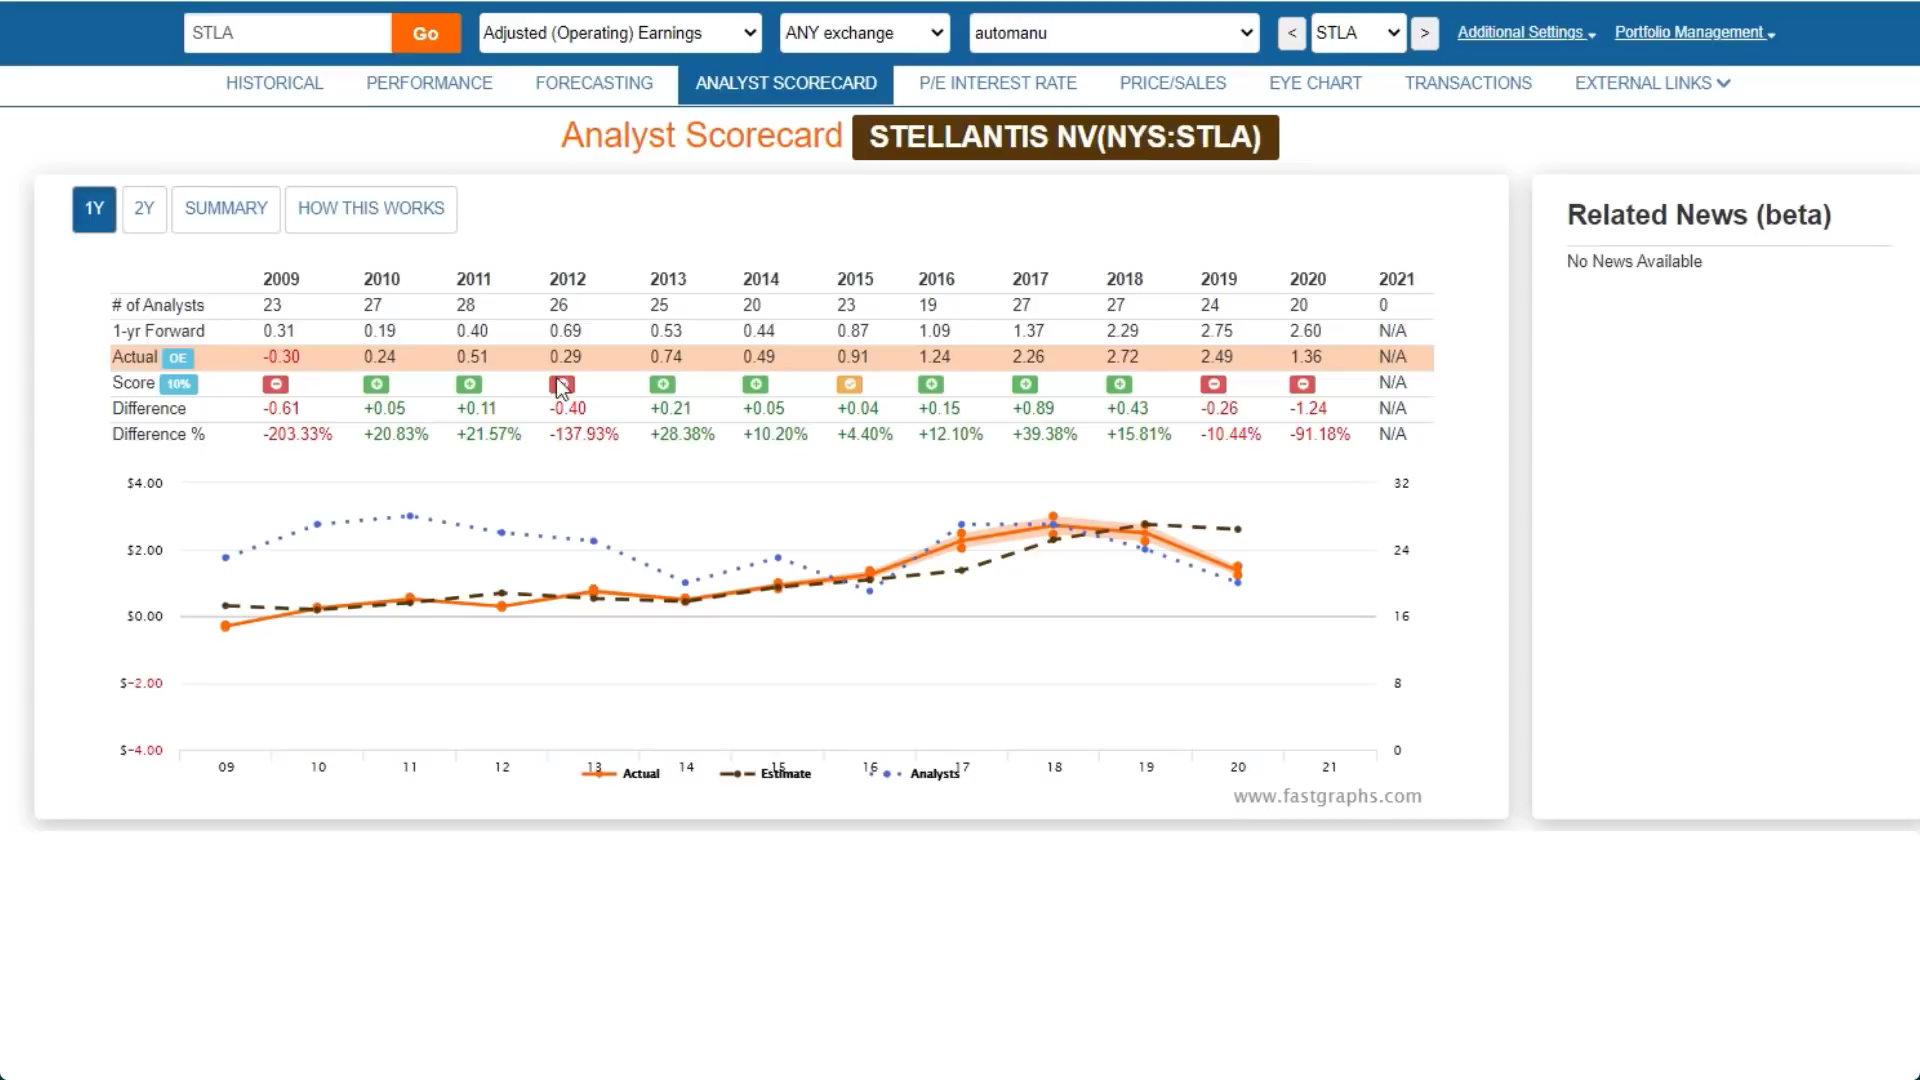 STLA Go Adjusted (Operating) Earnings ANY exchange automanu < STLA > Additional Settings Portfolio Management
HISTORICAL PERFORMANCE FORECASTING ANALYST SCORECARD P/E INTEREST RATE PRICE/SALES EYE CHART TRANSACTIONS EXTERNAL LINKS
Analyst Scorecard STELLANTIS NV(NYS:STLA)
1Y 2Y SUMMARY HOW THIS WORKS
2009 2010 2011 2012 2013 2014 2015 2016 2017 2018 2019 2020 2021
# of Analysts 23 27 28 26 25 20 23 19 27 27 24 20 0
1-yr Forward 0.31 0.19 0.40 0.69 0.53 0.44 0.87 1.09 1.37 2.29 2.75 2.60 N/A
Actual OE -0.30 0.24 0.51 0.29 0.74 0.49 0.91 1.24 2.26 2.72 2.49 1.36 N/A
Score 10% N/A
Difference -0.61 +0.05 +0.11 -0.40 +0.21 +0.05 +0.04 +0.15 +0.89 +0.43 -0.26 -1.24 N/A
Difference % -203.33% +20.83% +21.57% -137.93% +28.38% +10.20% +4.40% +12.10% +39.38% +15.81% -10.44% -91.18% N/A
$4.00 32
$2.00 24
$0.00 16
$-2.00 8
$-4.00 0
09 10 11 12 13 14 15 16 17 18 19 20 21
Actual Estimate Analysts
www.fastgraphs.com
Related News (beta)
No News Available